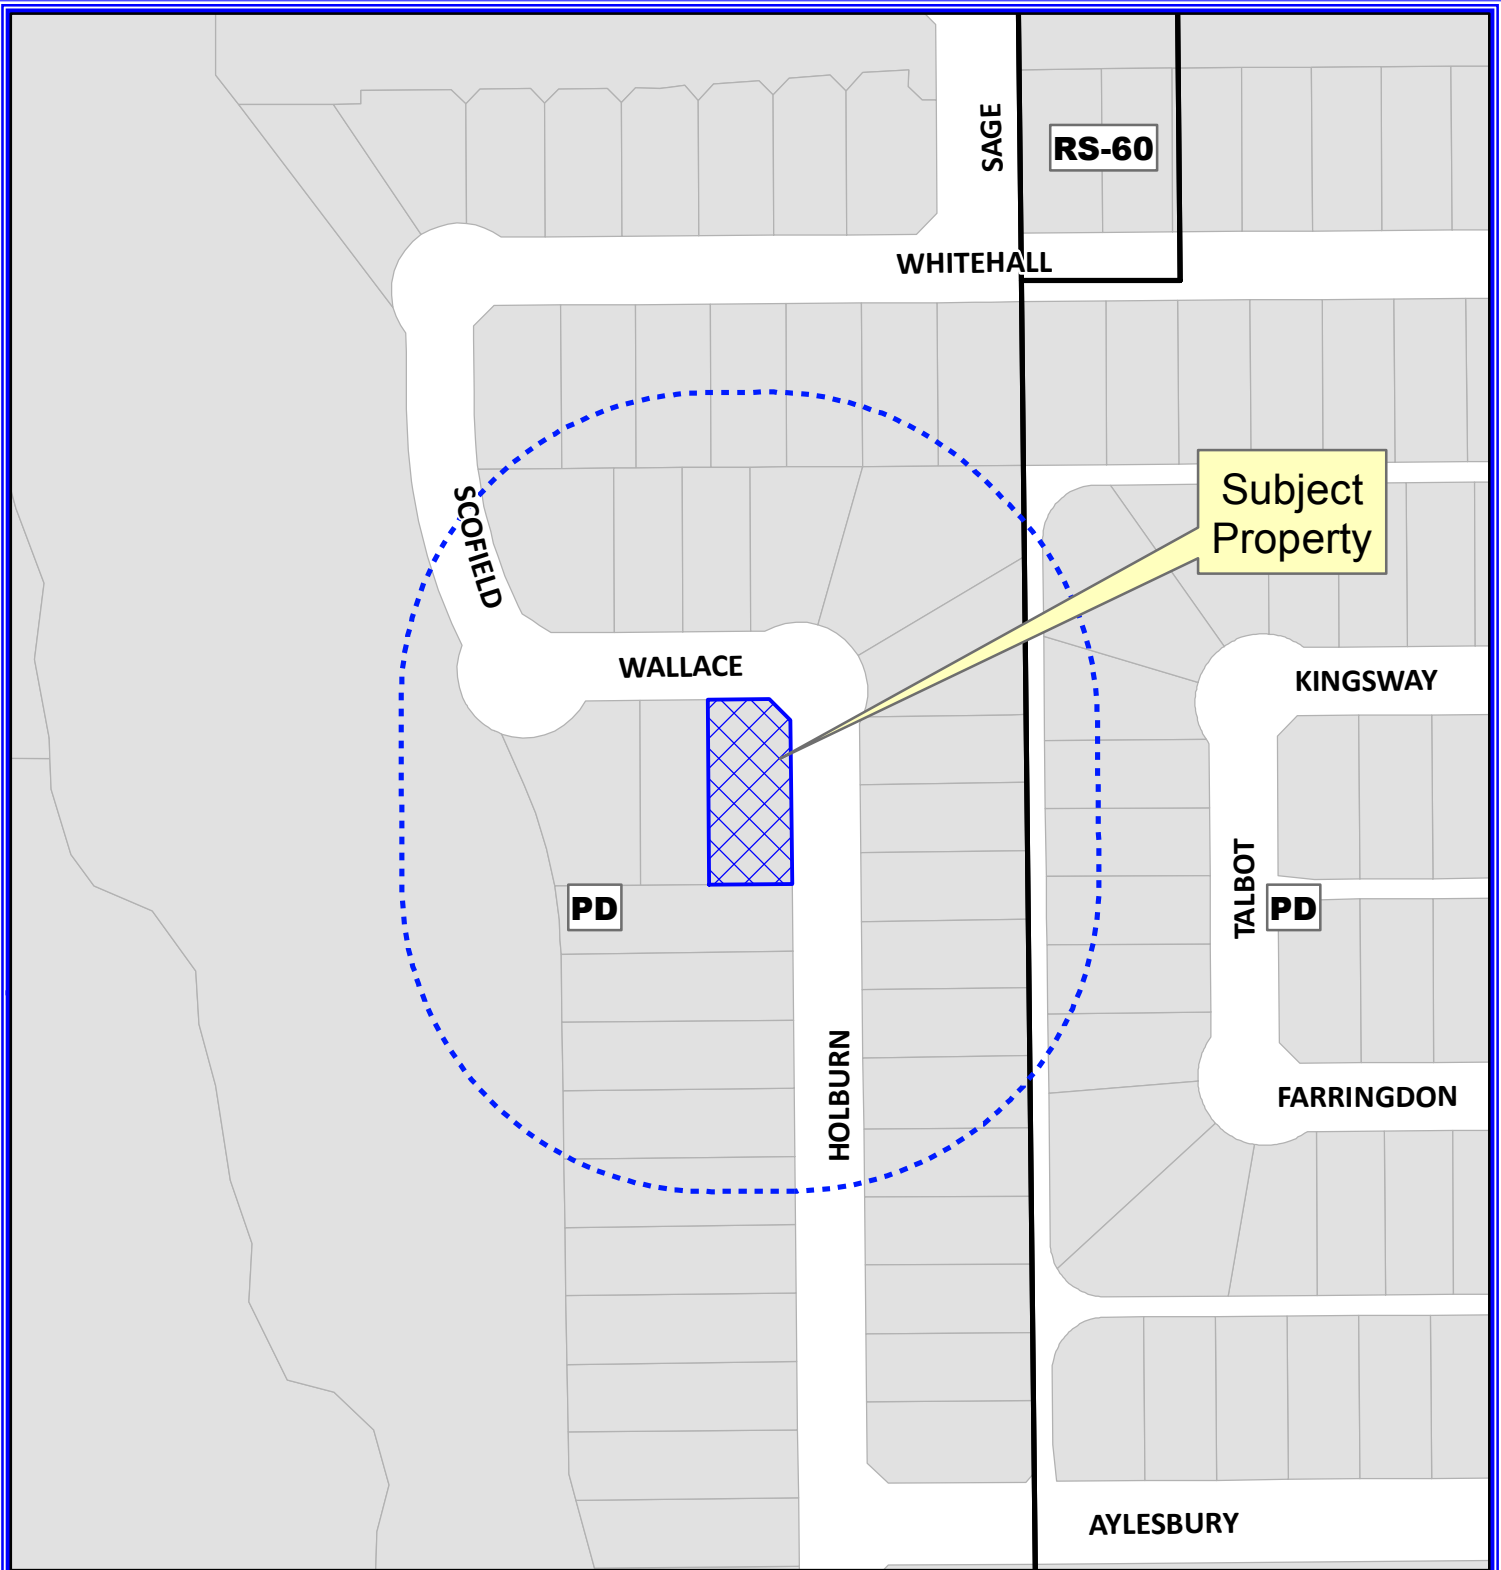 SAGE
RS-60
WHITEHALL
Subject
Property
SCOFIELD
WALLACE
KINGSWAY
TALBOT
PD
PD
HOLBURN
FARRINGDON
AYLESBURY